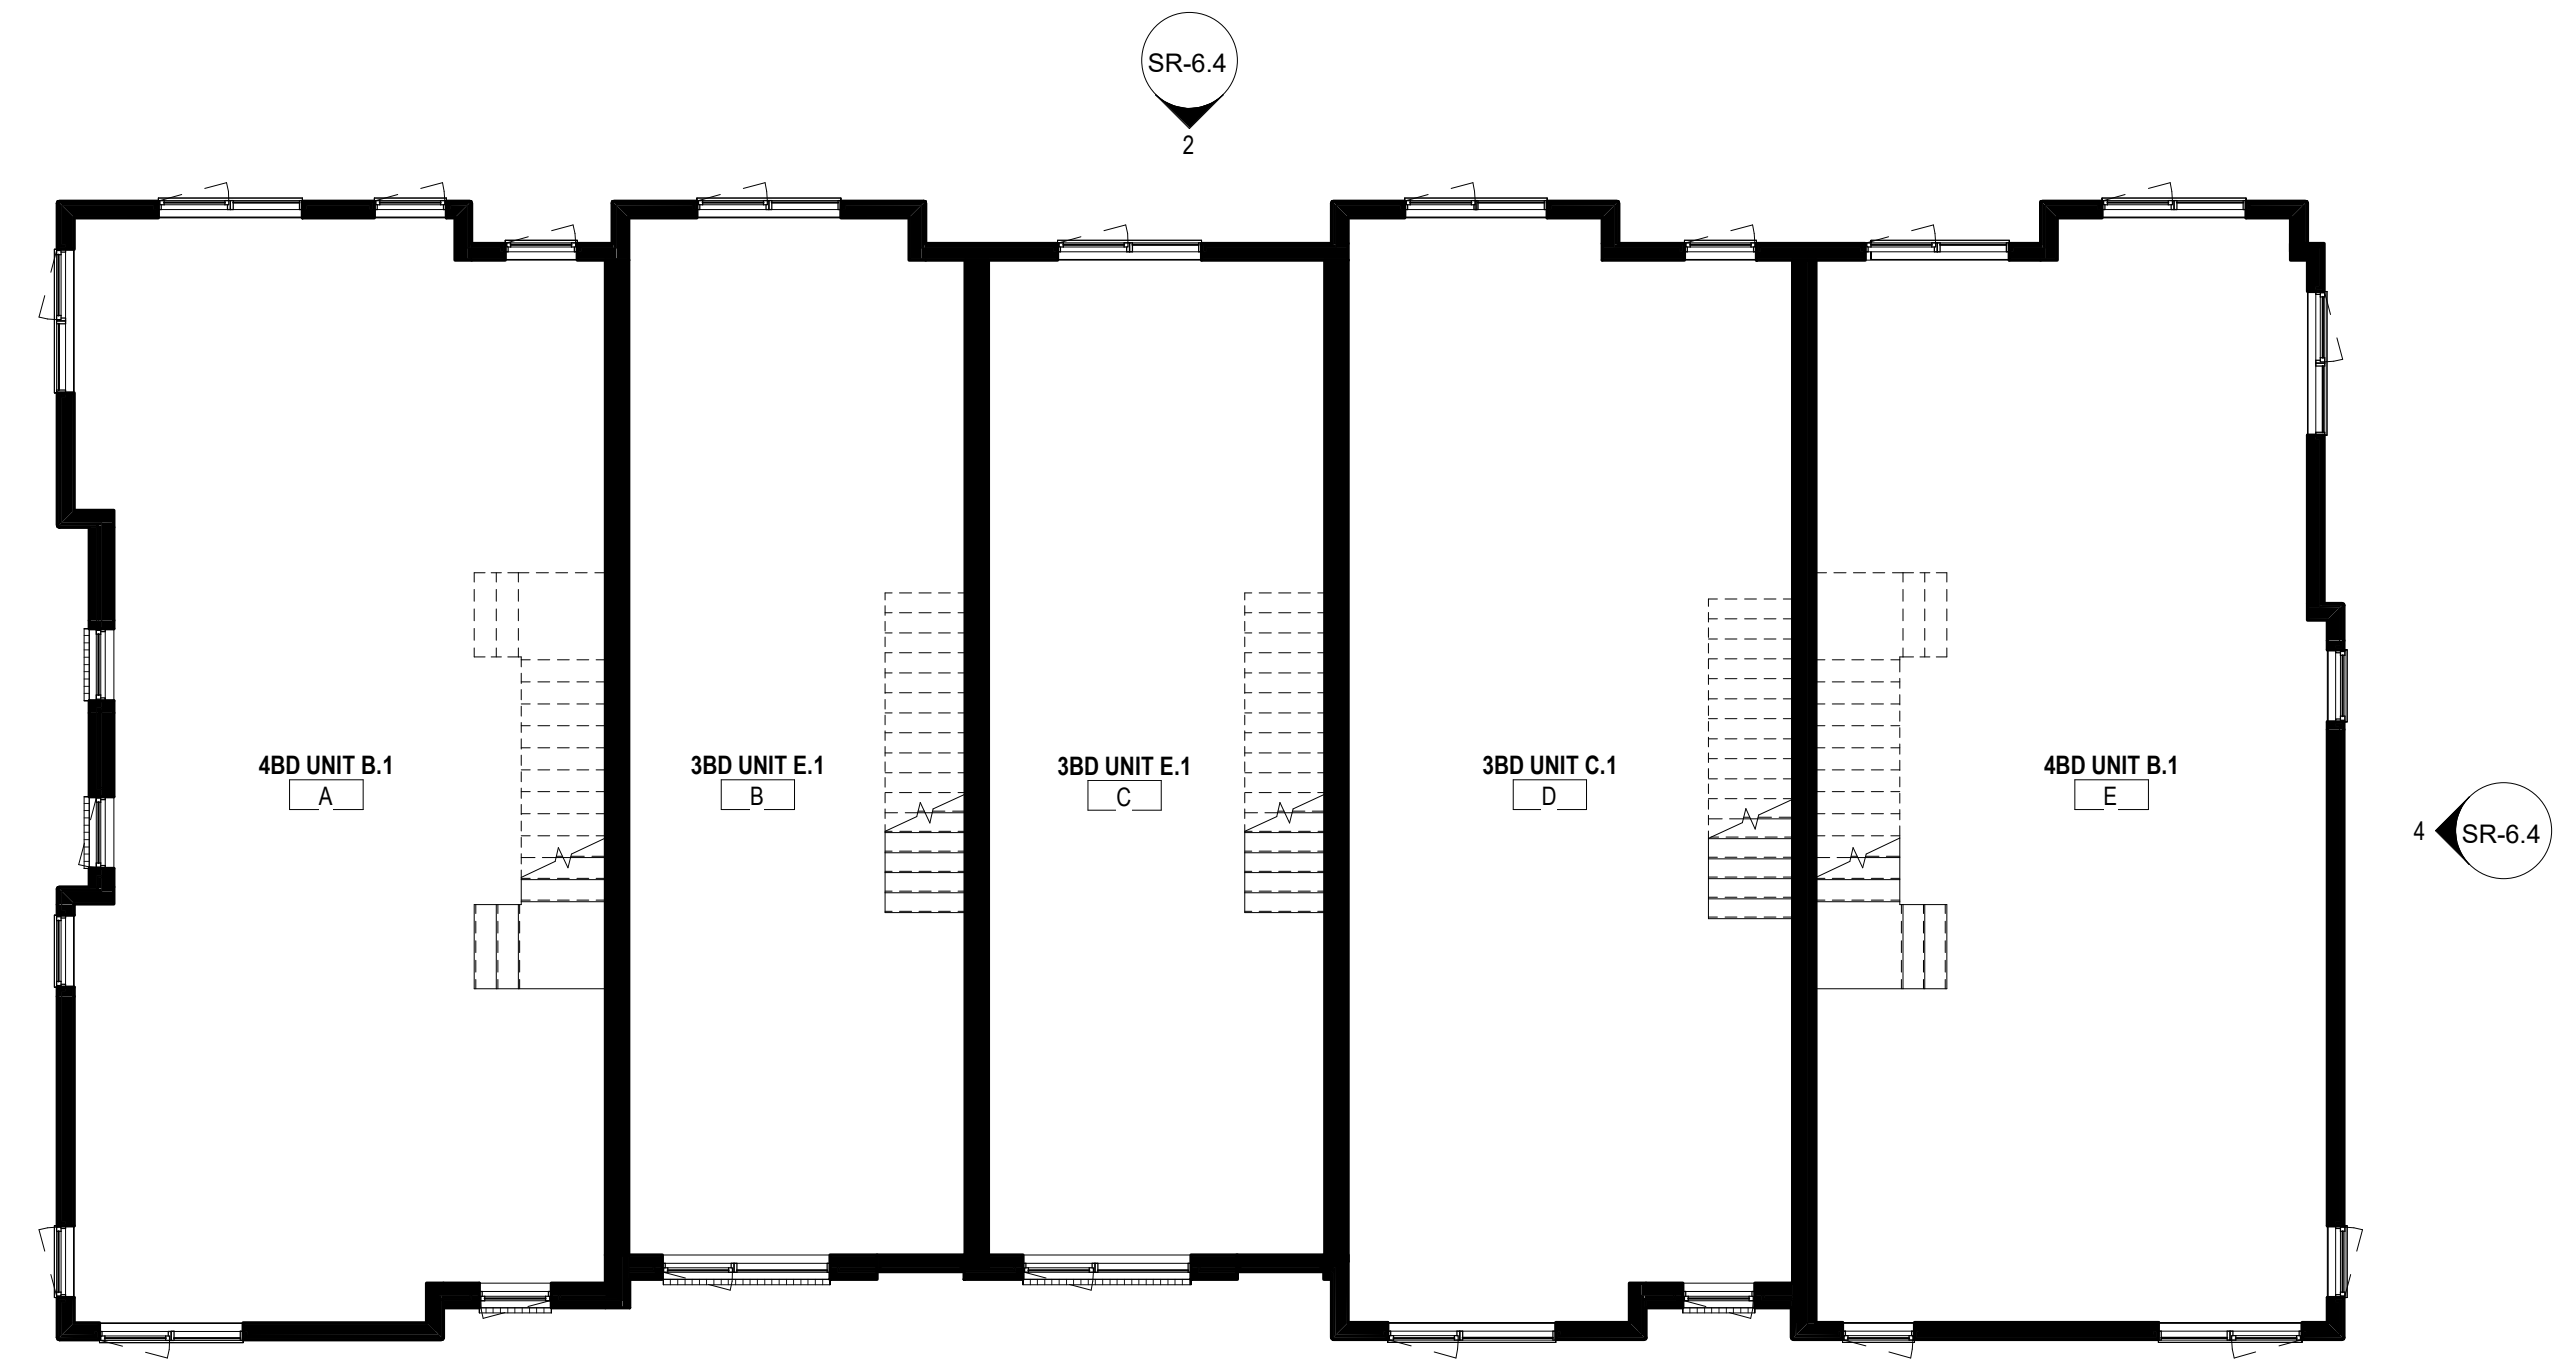 SR-6.4
2
4BD UNIT B.1
A
3BD UNIT E.1
B
3BD UNIT E.1
C
3BD UNIT C.1
D
4BD UNIT B.1
E
4
SR-6.4